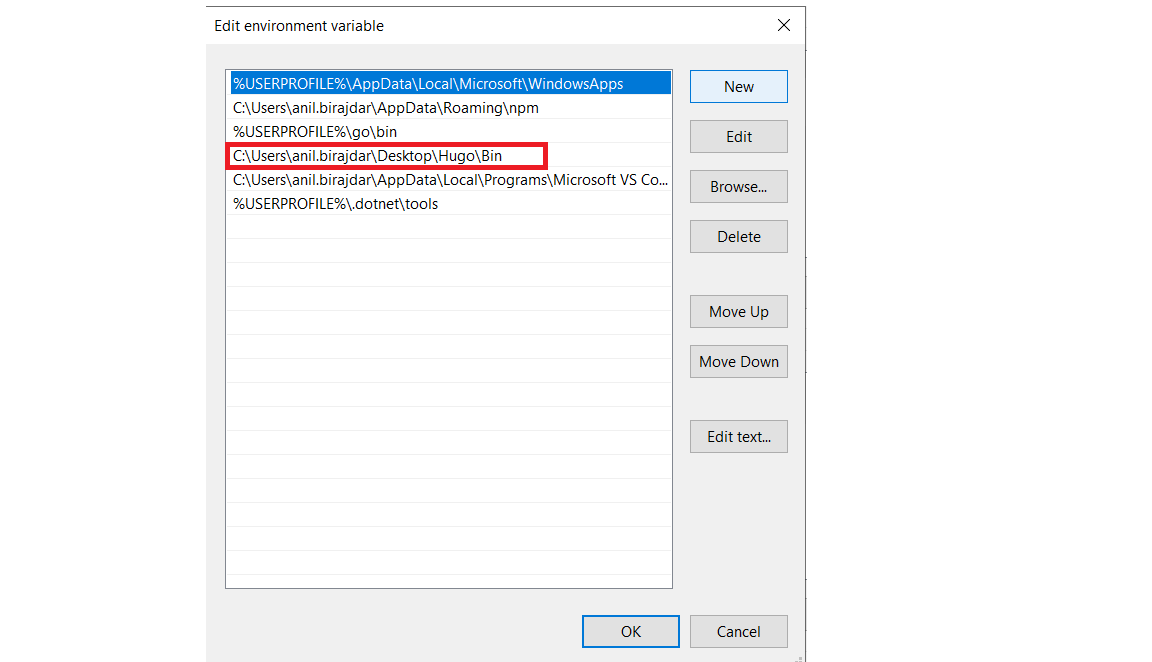 Edit environment variable
%USERPROFILE%\AppData\Local\Microsoft\WindowsApps
C:\Users\anil.birajdar\AppData\Roaming\npm
%USERPROFILE%\go\bin
C:\Users\anil.birajdar\Desktop\Hugo\Bin
C:\Users\anil.birajdar\AppData\Local\Programs\Microsoft VS Co...
%USERPROFILE%\.dotnet\tools
New
Edit
Browse...
Delete
Move Up
Move Down
Edit text...
OK
Cancel